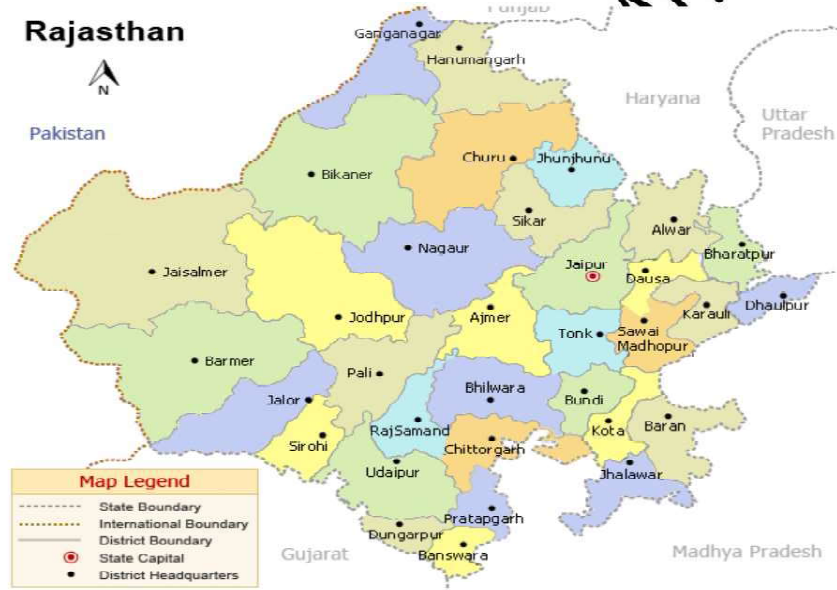 Punjab
Rajasthan
Ganganagar
Hanumangarh
N
Haryana
Uttar
Pradesh
Pakistan
Churu
Jhunjhunu
Bikaner
Sikar
Alwar
Nagaur
Bharatpur
Jaipur
Dausa
Jaisalmer
Dhaulpur
Karauli
Jodhpur
Ajmer
Tonk
Sawai
Madhopur
Barmer
Pali
Bhilwara
Jalor
Bundi
RajSamand
Kota
Baran
Sirohi
Chittorgarh
Udaipur
Jhalawar
Map Legend
State Boundary
International Boundary
District Boundary
State Capital
District Headquarters
Pratapgarh
Dungarpur
Gujarat
Banswara
Madhya Pradesh